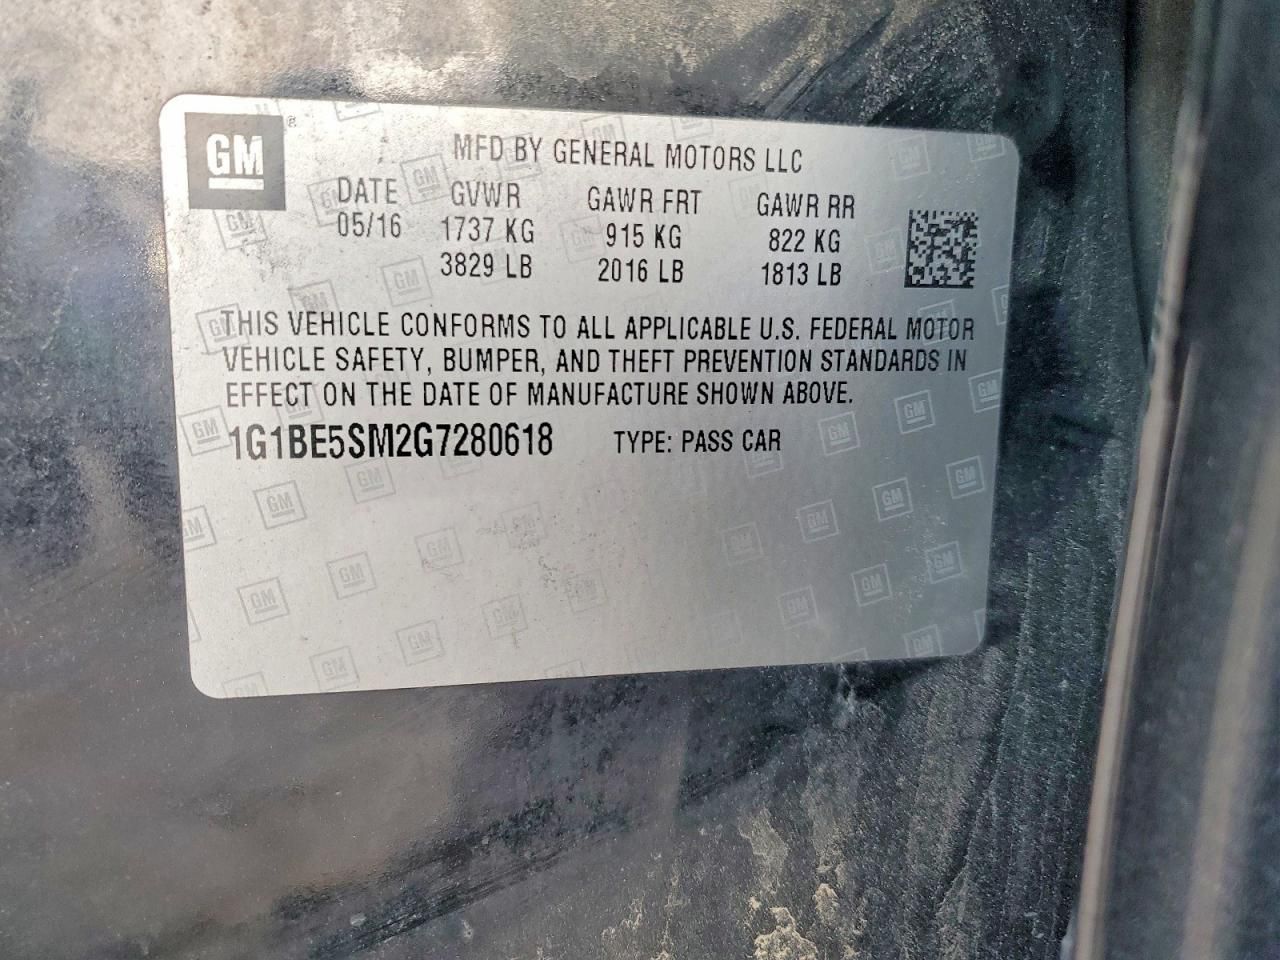 GM ®
MFD BY GENERAL MOTORS LLC
DATE GVWR GAWR FRT GAWR RR
05/16 1737 KG 915 KG 822 KG
3829 LB 2016 LB 1813 LB
THIS VEHICLE CONFORMS TO ALL APPLICABLE U.S. FEDERAL MOTOR
VEHICLE SAFETY, BUMPER, AND THEFT PREVENTION STANDARDS IN
EFFECT ON THE DATE OF MANUFACTURE SHOWN ABOVE.
1G1BE5SM2G7280618 TYPE: PASS CAR